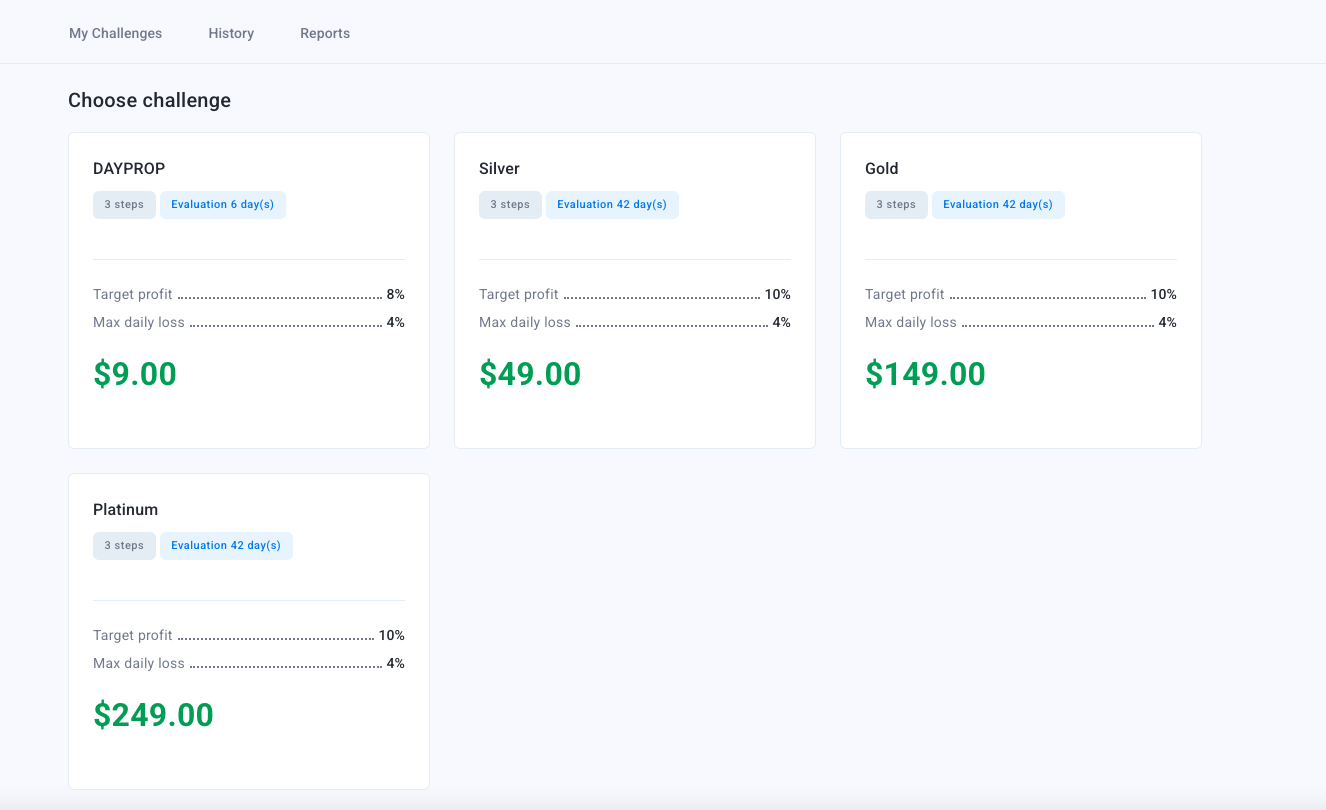 My Challenges History Reports
Choose challenge
DAYPROP
3 steps Evaluation 6 day(s)
Target profit 8%
Max daily loss 4%
$9.00
Silver
3 steps Evaluation 42 day(s)
Target profit 10%
Max daily loss 4%
$49.00
Gold
3 steps Evaluation 42 day(s)
Target profit 10%
Max daily loss 4%
$149.00
Platinum
3 steps Evaluation 42 day(s)
Target profit 10%
Max daily loss 4%
$249.00